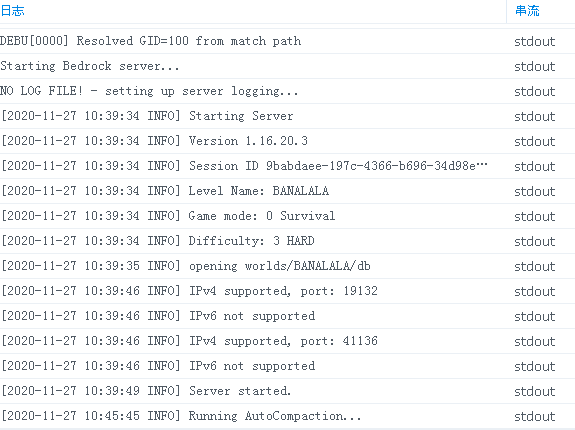 日志 串流
DEBU[0000] Resolved GID=100 from match path stdout
Starting Bedrock server... stdout
NO LOG FILE! - setting up server logging... stdout
[2020-11-27 10:39:34 INFO] Starting Server stdout
[2020-11-27 10:39:34 INFO] Version 1.16.20.3 stdout
[2020-11-27 10:39:34 INFO] Session ID 9babdaee-197c-4366-b696-34d98e… stdout
[2020-11-27 10:39:34 INFO] Level Name: BANALALA stdout
[2020-11-27 10:39:34 INFO] Game mode: 0 Survival stdout
[2020-11-27 10:39:34 INFO] Difficulty: 3 HARD stdout
[2020-11-27 10:39:35 INFO] opening worlds/BANALALA/db stdout
[2020-11-27 10:39:46 INFO] IPv4 supported, port: 19132 stdout
[2020-11-27 10:39:46 INFO] IPv6 not supported stdout
[2020-11-27 10:39:46 INFO] IPv4 supported, port: 41136 stdout
[2020-11-27 10:39:46 INFO] IPv6 not supported stdout
[2020-11-27 10:39:49 INFO] Server started. stdout
[2020-11-27 10:45:45 INFO] Running AutoCompaction... stdout